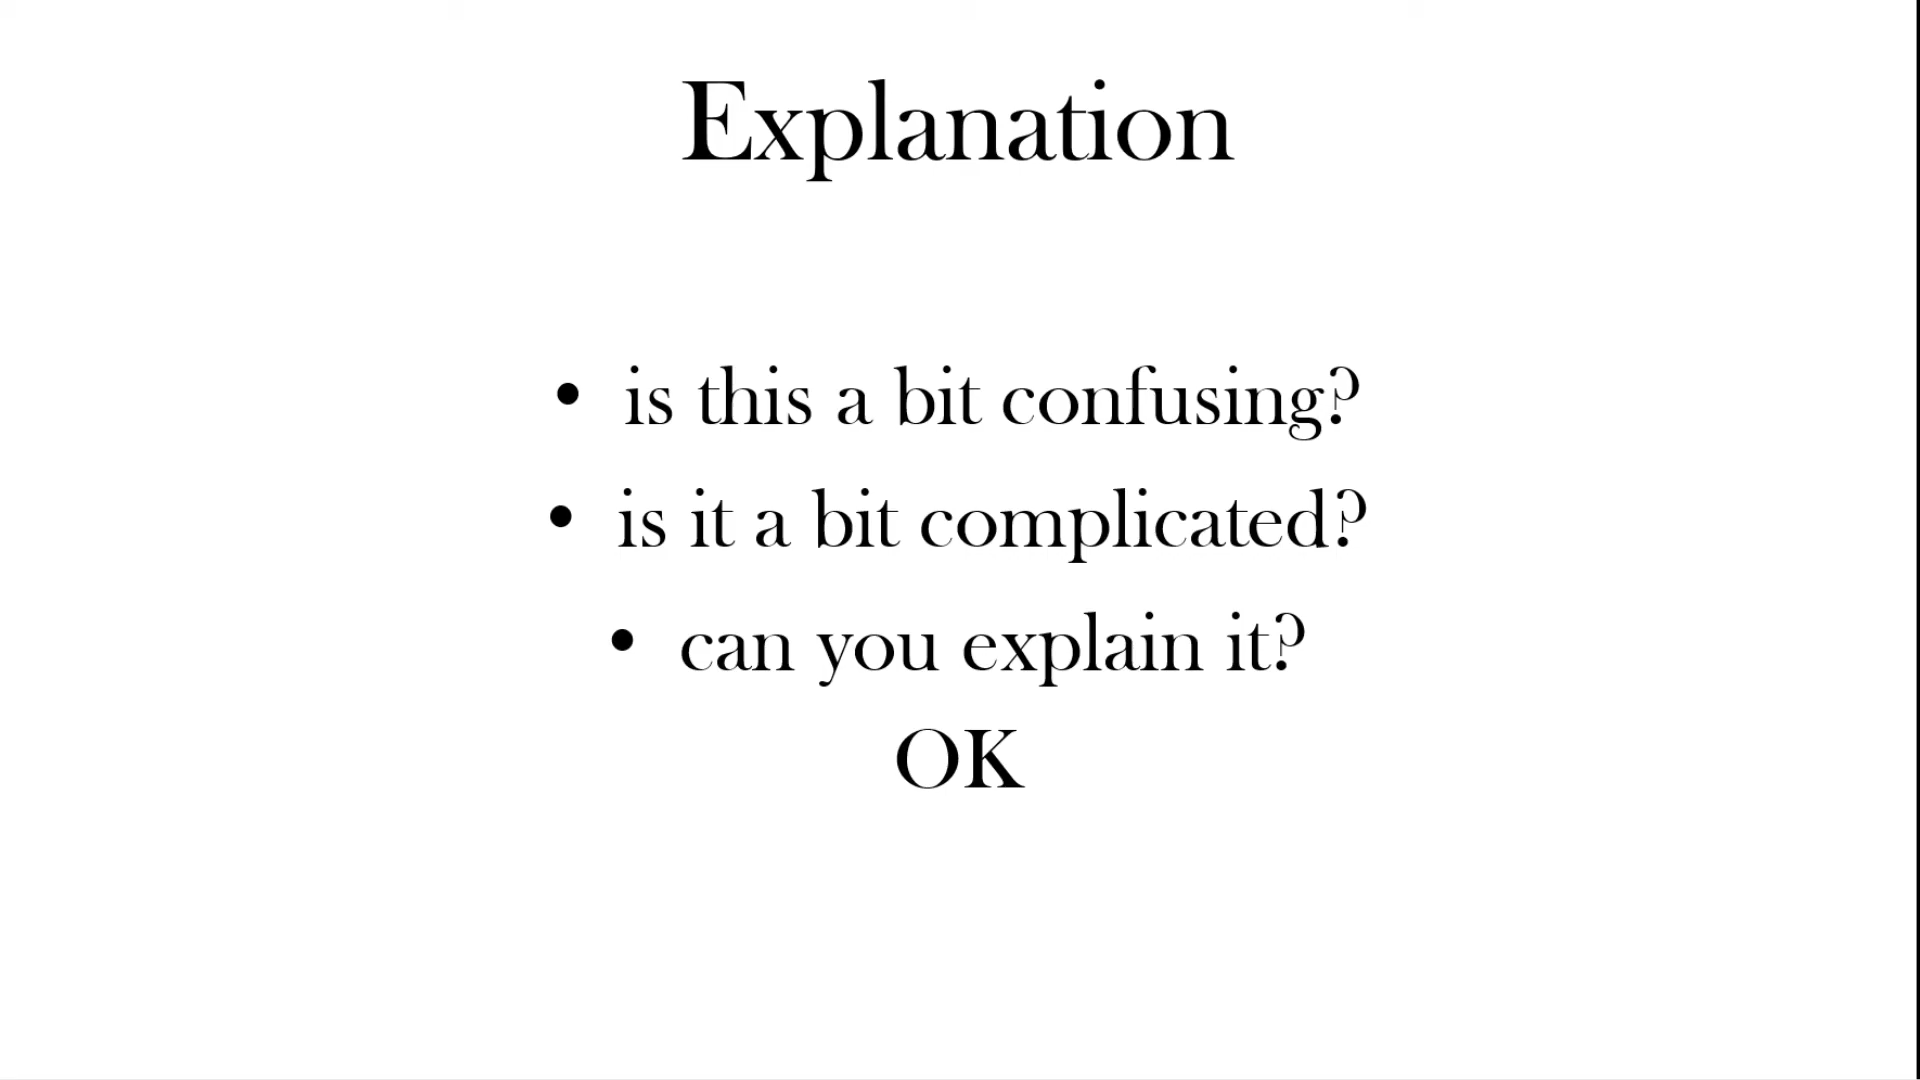 Explanation
• is this a bit confusing?
• is it a bit complicated?
• can you explain it?
OK